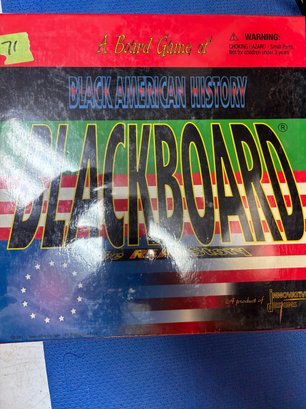 71
A Board Game of
WARNING:
CHOKING HAZARD - Small Parts
Not for children under 3 years
BLACK AMERICAN HISTORY
BLACKBOARD®
A product of